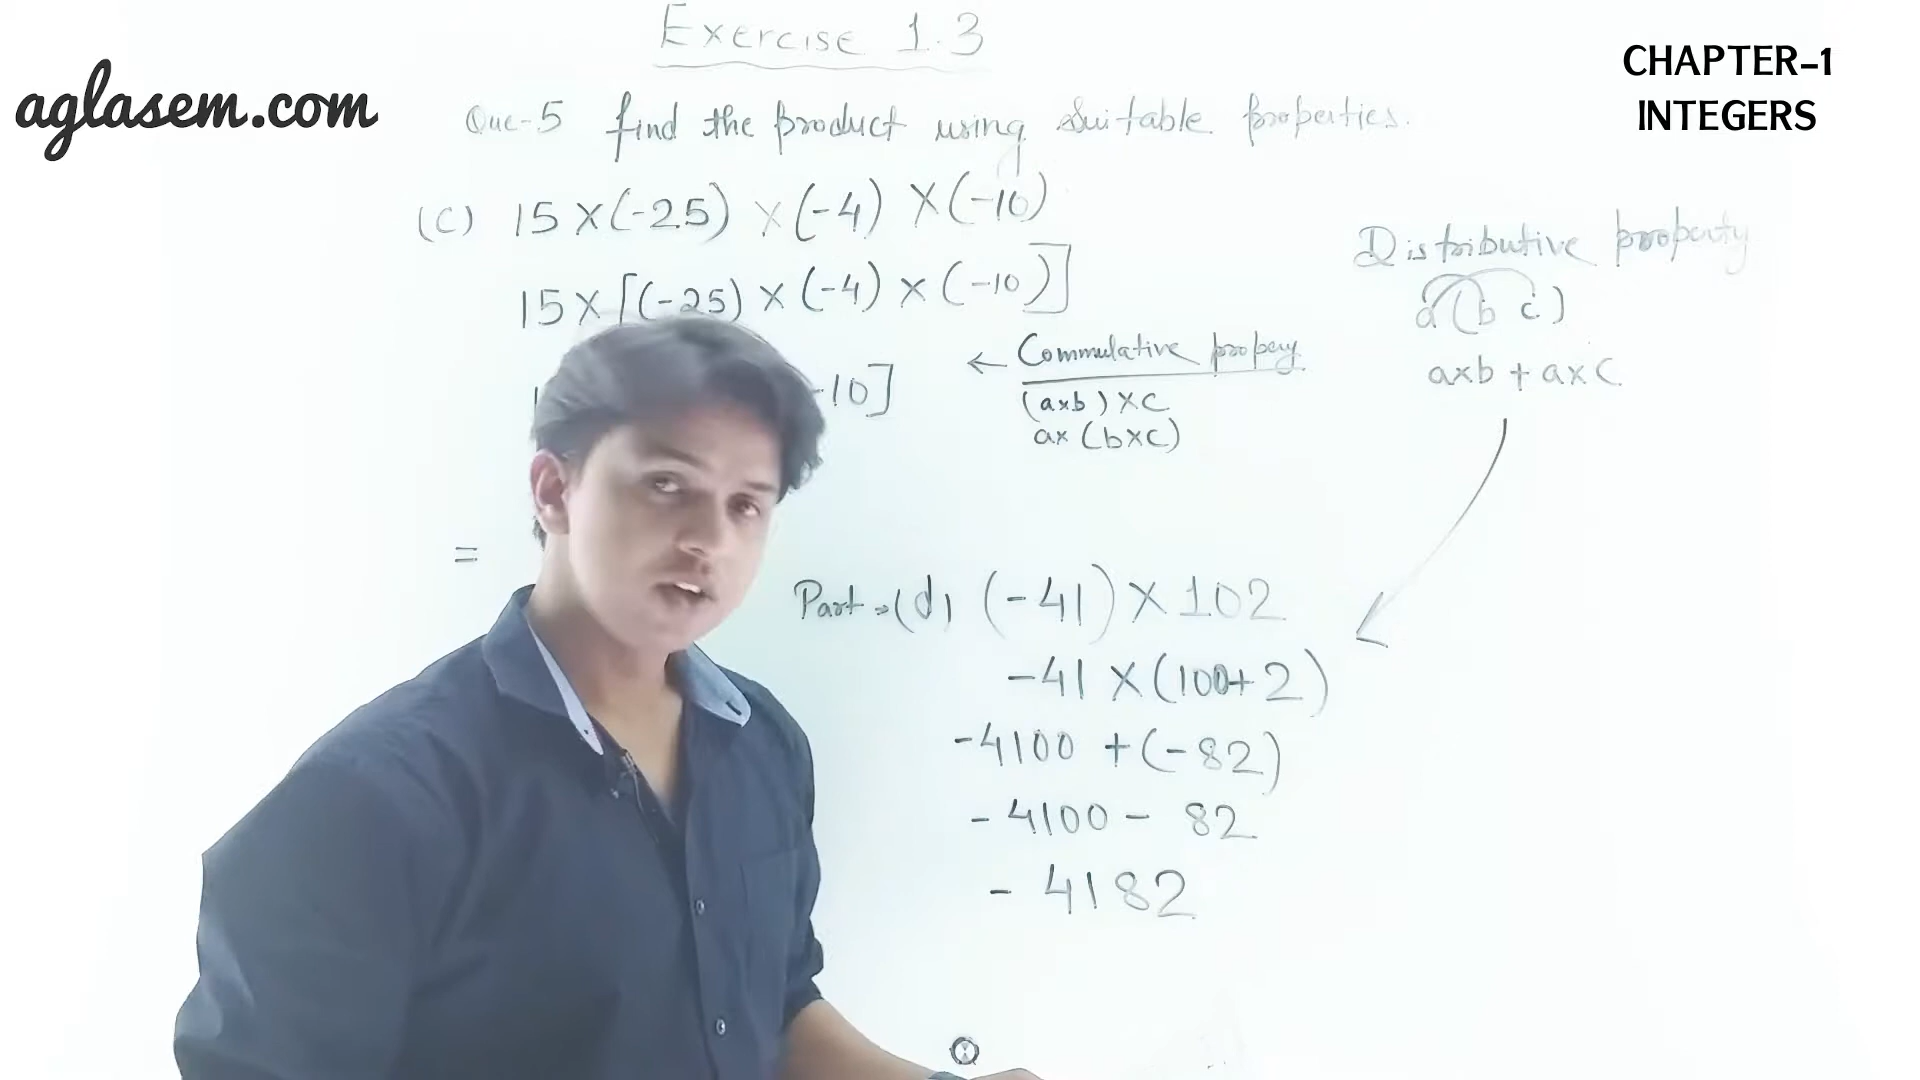 Exercise 1.3
aglasem.com
CHAPTER-1
INTEGERS
Que-5 find the product using suitable properties.
(C) 15 × (-25) × (-4) × (-10)
15 × [(-25) × (-4) × (-10)]
-10]
← Commulative propery
(a×b) × C
a× (b×C)
Distributive property
a (b c)
a×b + a×C
=
Part → (d) (-41) × 102
-41 × (100+2)
-4100 + (-82)
- 4100 - 82
- 4182